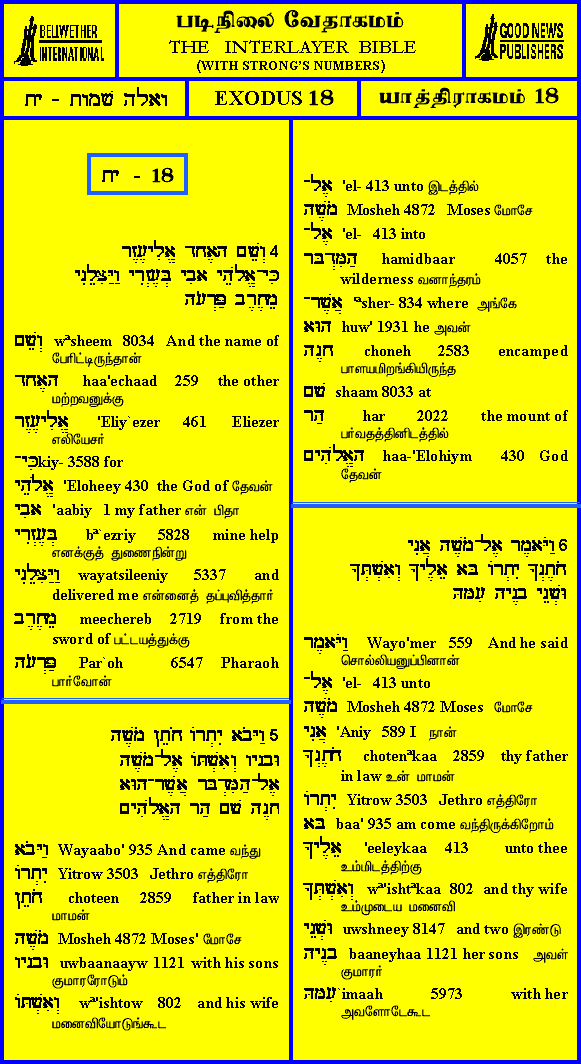 BELLWETHER
INTERNATIONAL
படிநிலை வேதாகமம்
THE INTERLAYER BIBLE
(WITH STRONG'S NUMBERS)
GOOD NEWS
PUBLISHERS
ואלה שמות - יח
EXODUS 18
யாத்திராகமம் 18
יח - 18
4 וְשֵׁם הָאֶחָד אֱלִיעֶזֶר
כִּי־אֱלֹהֵי אָבִי בְּעֶזְרִי וַיַּצִּלֵנִי
מֵחֶרֶב פַּרְעֹה
וְשֵׁם wªsheem 8034 And the name of
பேரிட்டிருந்தான்
הָאֶחָד haa'echaad 259 the other
மற்றவனுக்கு
אֱלִיעֶזֶר 'Eliy`ezer 461 Eliezer
எலியேசர்
כִּי־kiy- 3588 for
אֱלֹהֵי 'Eloheey 430 the God of தேவன்
אָבִי 'aabiy 1 my father என் பிதா
בְּעֶזְרִי bª`ezriy 5828 mine help
எனக்குத் துணைநின்று
וַיַּצִּלֵנִי wayatsileeniy 5337 and
delivered me என்னைத் தப்புவித்தார்
מֵחֶרֶב meechereb 2719 from the
sword of பட்டயத்துக்கு
פַּרְעֹה Par`oh 6547 Pharaoh
பார்வோன்
5 וַיָּבֹא יִתְרוֹ חֹתֵן מֹשֶׁה
וּבָנָיו וְאִשְׁתּוֹ אֶל־מֹשֶׁה
אֶל־הַמִּדְבָּר אֲשֶׁר־הוּא
חֹנֶה שָׁם הַר הָאֱלֹהִים
וַיָּבֹא Wayaabo' 935 And came வந்து
יִתְרוֹ Yitrow 3503 Jethro எத்திரோ
חֹתֵן choteen 2859 father in law
மாமன்
מֹשֶׁה Mosheh 4872 Moses' மோசே
וּבָנָיו uwbaanaayw 1121 with his sons
குமாரரோடும்
וְאִשְׁתּוֹ wª'ishtow 802 and his wife
மனைவியோடுங்கூட
אֶל־ 'el- 413 unto இடத்தில்
מֹשֶׁה Mosheh 4872 Moses மோசே
אֶל־ 'el- 413 into
הַמִּדְבָּר hamidbaar 4057 the
wilderness வனாந்தரம்
אֲשֶׁר־ 'ªsher- 834 where அங்கே
הוּא huw' 1931 he அவன்
חֹנֶה choneh 2583 encamped
பாளயமிறங்கியிருந்த
שָׁם shaam 8033 at
הַר har 2022 the mount of
பர்வதத்தினிடத்தில்
הָאֱלֹהִים haa-'Elohiym 430 God
தேவன்
6 וַיֹּאמֶר אֶל־מֹשֶׁה אֲנִי
חֹתֶנְךָ יִתְרוֹ בָּא אֵלֶיךָ וְאִשְׁתְּךָ
וּשְׁנֵי בָנֶיהָ עִמָּהּ
וַיֹּאמֶר Wayo'mer 559 And he said
சொல்லியனுப்பினான்
אֶל־ 'el- 413 unto
מֹשֶׁה Mosheh 4872 Moses மோசே
אֲנִי 'Aniy 589 I நான்
חֹתֶנְךָ chotenªkaa 2859 thy father
in law உன் மாமன்
יִתְרוֹ Yitrow 3503 Jethro எத்திரோ
בָּא baa' 935 am come வந்திருக்கிறோம்
אֵלֶיךָ 'eeleykaa 413 unto thee
உம்மிடத்திற்கு
וְאִשְׁתְּךָ wª'ishtªkaa 802 and thy wife
உம்முடைய மனைவி
וּשְׁנֵי uwshneey 8147 and two இரண்டு
בָנֶיהָ baaneyhaa 1121 her sons அவள்
குமாரர்
עִמָּהּ`imaah 5973 with her
அவளோடேகூட